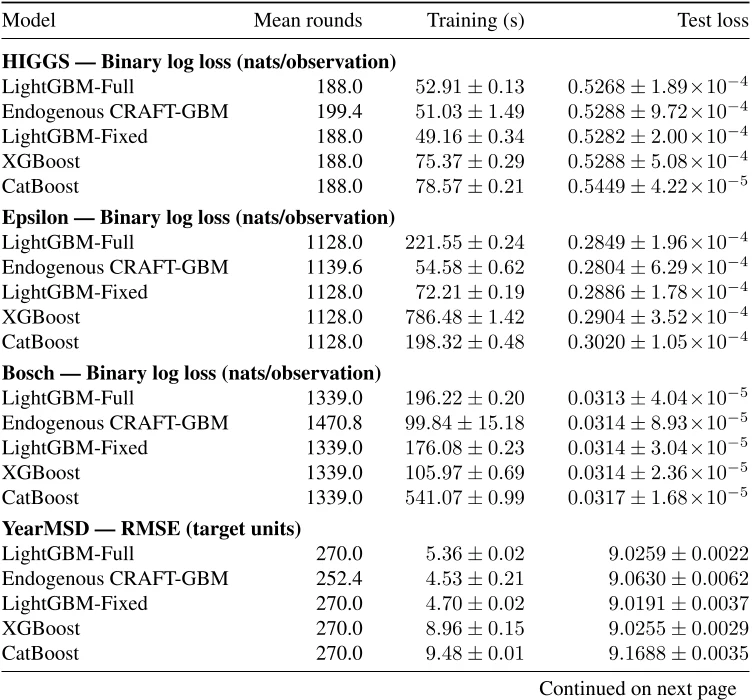 Model Mean rounds Training (s) Test loss
HIGGS — Binary log loss (nats/observation)
LightGBM-Full 188.0 52.91 ± 0.13 0.5268 ± 1.89×10⁻⁴
Endogenous CRAFT-GBM 199.4 51.03 ± 1.49 0.5288 ± 9.72×10⁻⁴
LightGBM-Fixed 188.0 49.16 ± 0.34 0.5282 ± 2.00×10⁻⁴
XGBoost 188.0 75.37 ± 0.29 0.5288 ± 5.08×10⁻⁴
CatBoost 188.0 78.57 ± 0.21 0.5449 ± 4.22×10⁻⁵
Epsilon — Binary log loss (nats/observation)
LightGBM-Full 1128.0 221.55 ± 0.24 0.2849 ± 1.96×10⁻⁴
Endogenous CRAFT-GBM 1139.6 54.58 ± 0.62 0.2804 ± 6.29×10⁻⁴
LightGBM-Fixed 1128.0 72.21 ± 0.19 0.2886 ± 1.78×10⁻⁴
XGBoost 1128.0 786.48 ± 1.42 0.2904 ± 3.52×10⁻⁴
CatBoost 1128.0 198.32 ± 0.48 0.3020 ± 1.05×10⁻⁴
Bosch — Binary log loss (nats/observation)
LightGBM-Full 1339.0 196.22 ± 0.20 0.0313 ± 4.04×10⁻⁵
Endogenous CRAFT-GBM 1470.8 99.84 ± 15.18 0.0314 ± 8.93×10⁻⁵
LightGBM-Fixed 1339.0 176.08 ± 0.23 0.0314 ± 3.04×10⁻⁵
XGBoost 1339.0 105.97 ± 0.69 0.0314 ± 2.36×10⁻⁵
CatBoost 1339.0 541.07 ± 0.99 0.0317 ± 1.68×10⁻⁵
YearMSD — RMSE (target units)
LightGBM-Full 270.0 5.36 ± 0.02 9.0259 ± 0.0022
Endogenous CRAFT-GBM 252.4 4.53 ± 0.21 9.0630 ± 0.0062
LightGBM-Fixed 270.0 4.70 ± 0.02 9.0191 ± 0.0037
XGBoost 270.0 8.96 ± 0.15 9.0255 ± 0.0029
CatBoost 270.0 9.48 ± 0.01 9.1688 ± 0.0035
Continued on next page